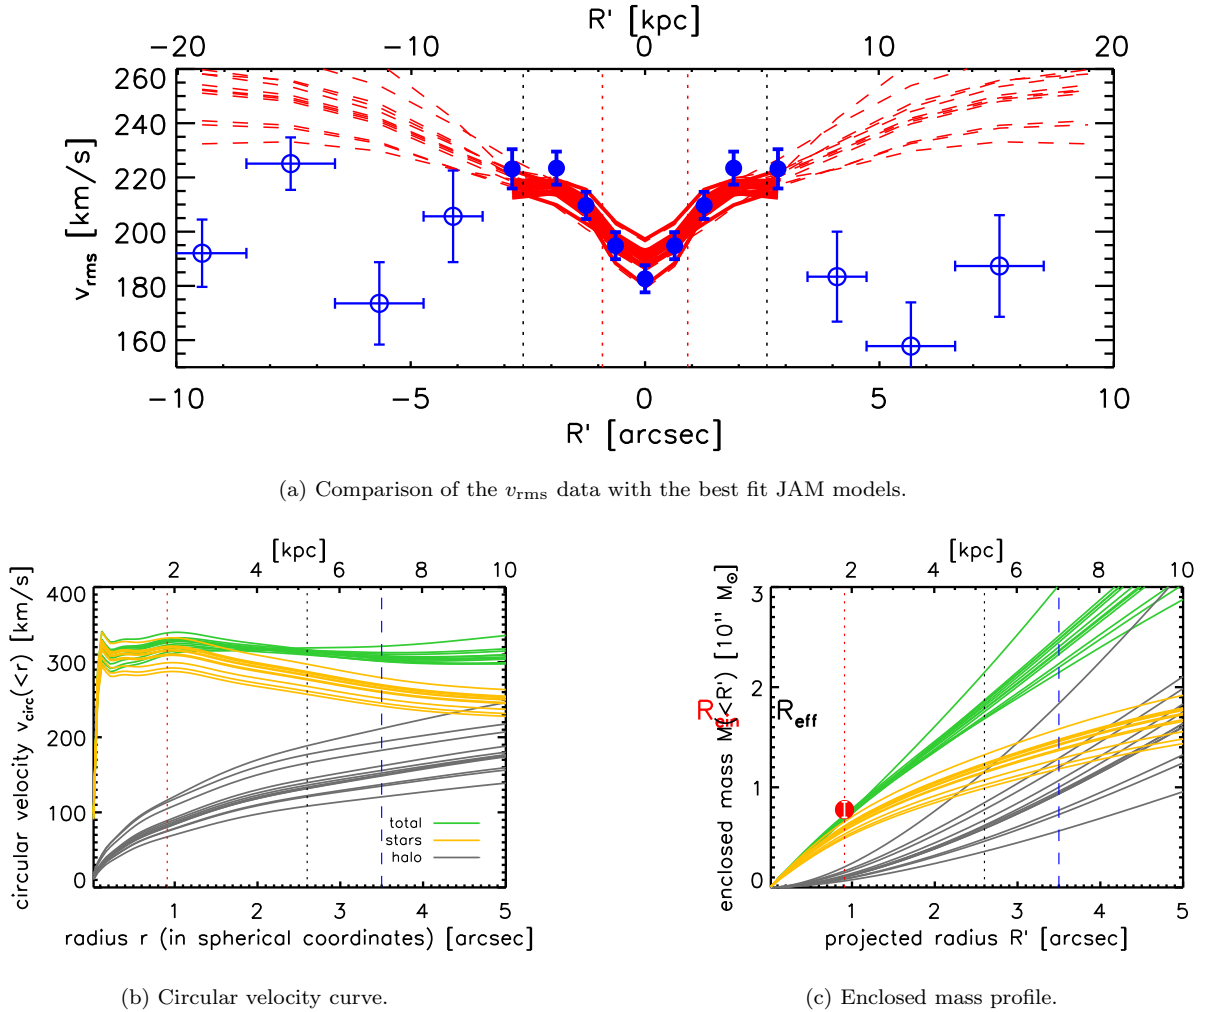 R' [kpc]
−20 −10 0 10 20
260
240
220
200
180
160
v_rms [km/s]
−10 −5 0 5 10
R' [arcsec]
(a) Comparison of the v_rms data with the best fit JAM models.
[kpc]
2 4 6 8 10
400
300
200
100
0
circular velocity v_circ(<r) [km/s]
total
stars
halo
1 2 3 4 5
radius r (in spherical coordinates) [arcsec]
(b) Circular velocity curve.
[kpc]
2 4 6 8 10
3
2
1
0
enclosed mass M(<R') [10¹¹ M⊙]
R_ein
R_eff
1 2 3 4 5
projected radius R' [arcsec]
(c) Enclosed mass profile.